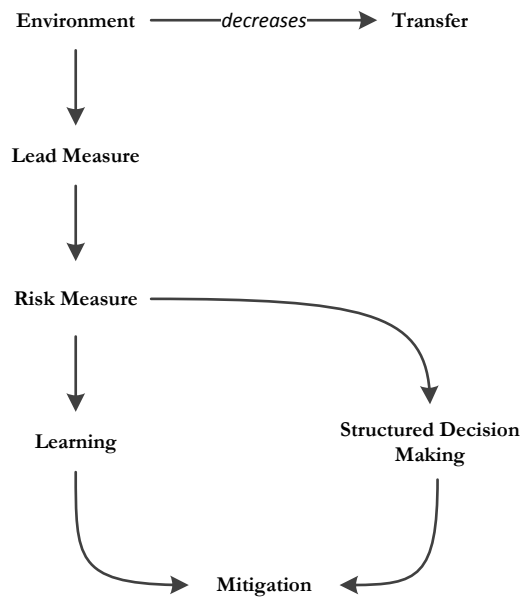 Environment
decreases
Transfer
Lead Measure
Risk Measure
Learning
Structured Decision
Making
Mitigation